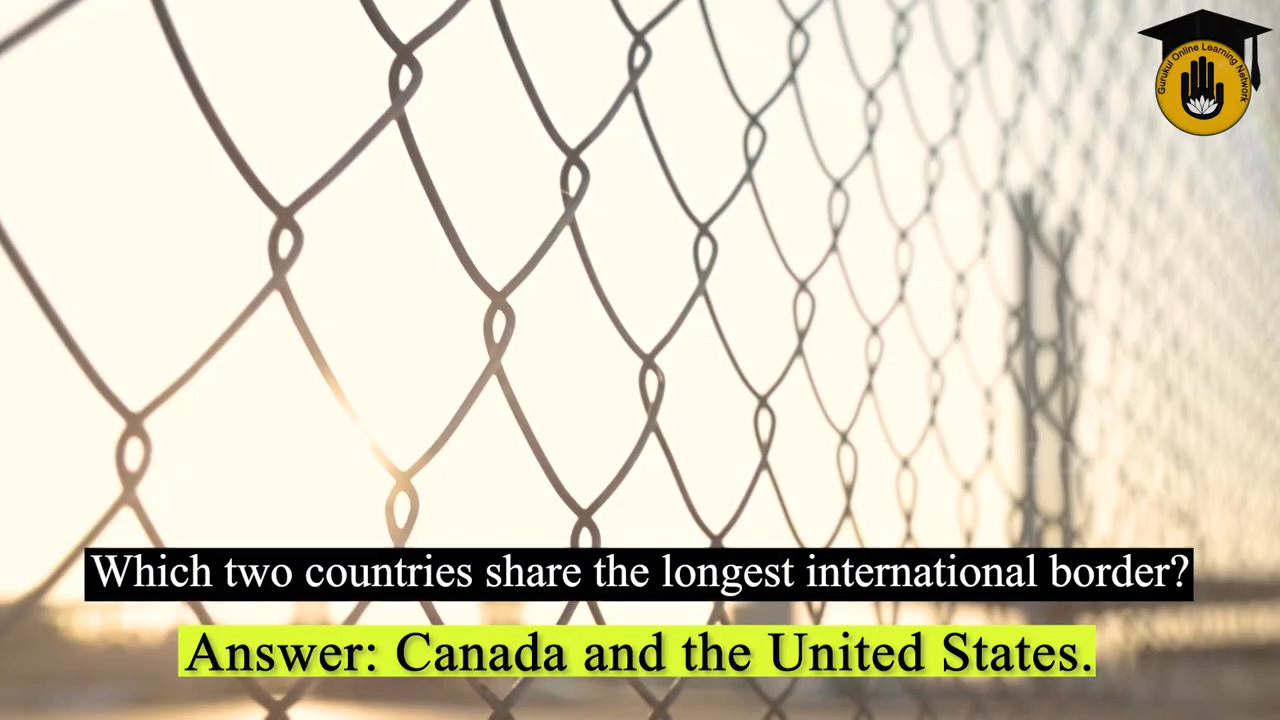 Gurukul Online Learning Network
Which two countries share the longest international border?
Answer: Canada and the United States.